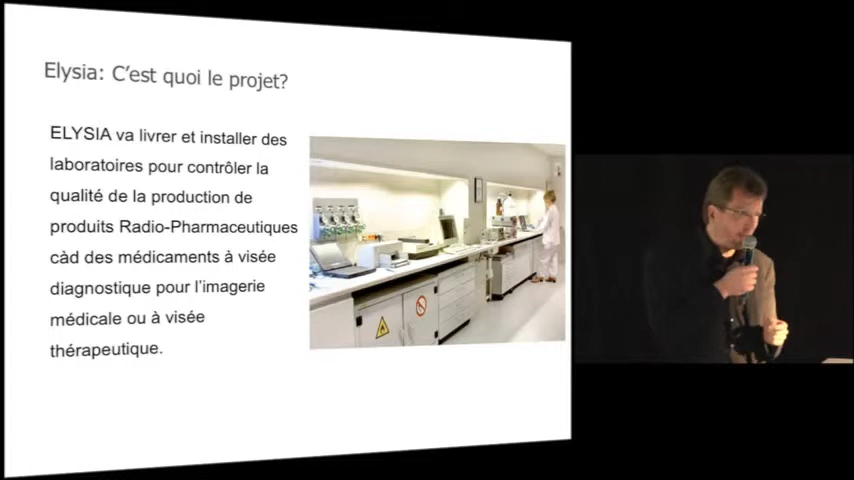 Elysia: C'est quoi le projet?
ELYSIA va livrer et installer des
laboratoires pour contrôler la
qualité de la production de
produits Radio-Pharmaceutiques
càd des médicaments à visée
diagnostique pour l'imagerie
médicale ou à visée
thérapeutique.